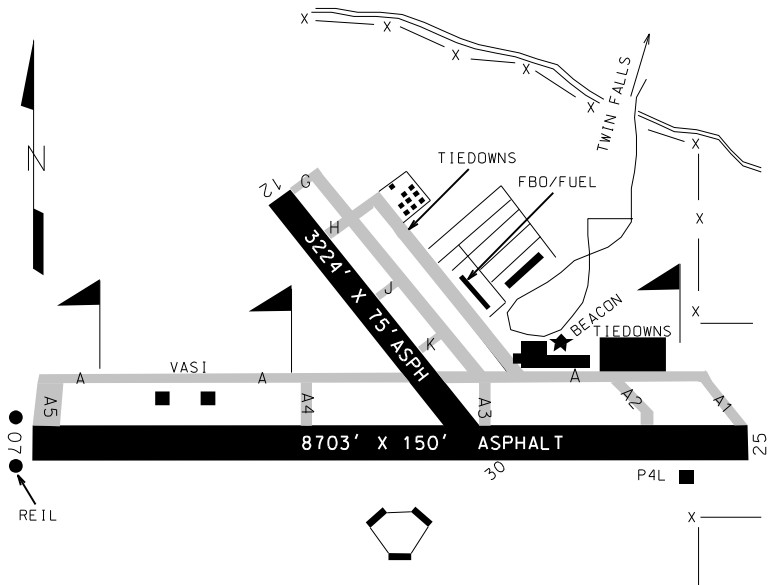 X
X
X
X
X
X
TWIN FALLS
N
TIEDOWNS
FBO/FUEL
12
G
H
X
3224' X 75' ASPH
J
K
BEACON
X
TIEDOWNS
VASI
A
A
A
A5
A4
A3
A2
A1
07
8703' X 150' ASPHALT
25
30
P4L
REIL
X